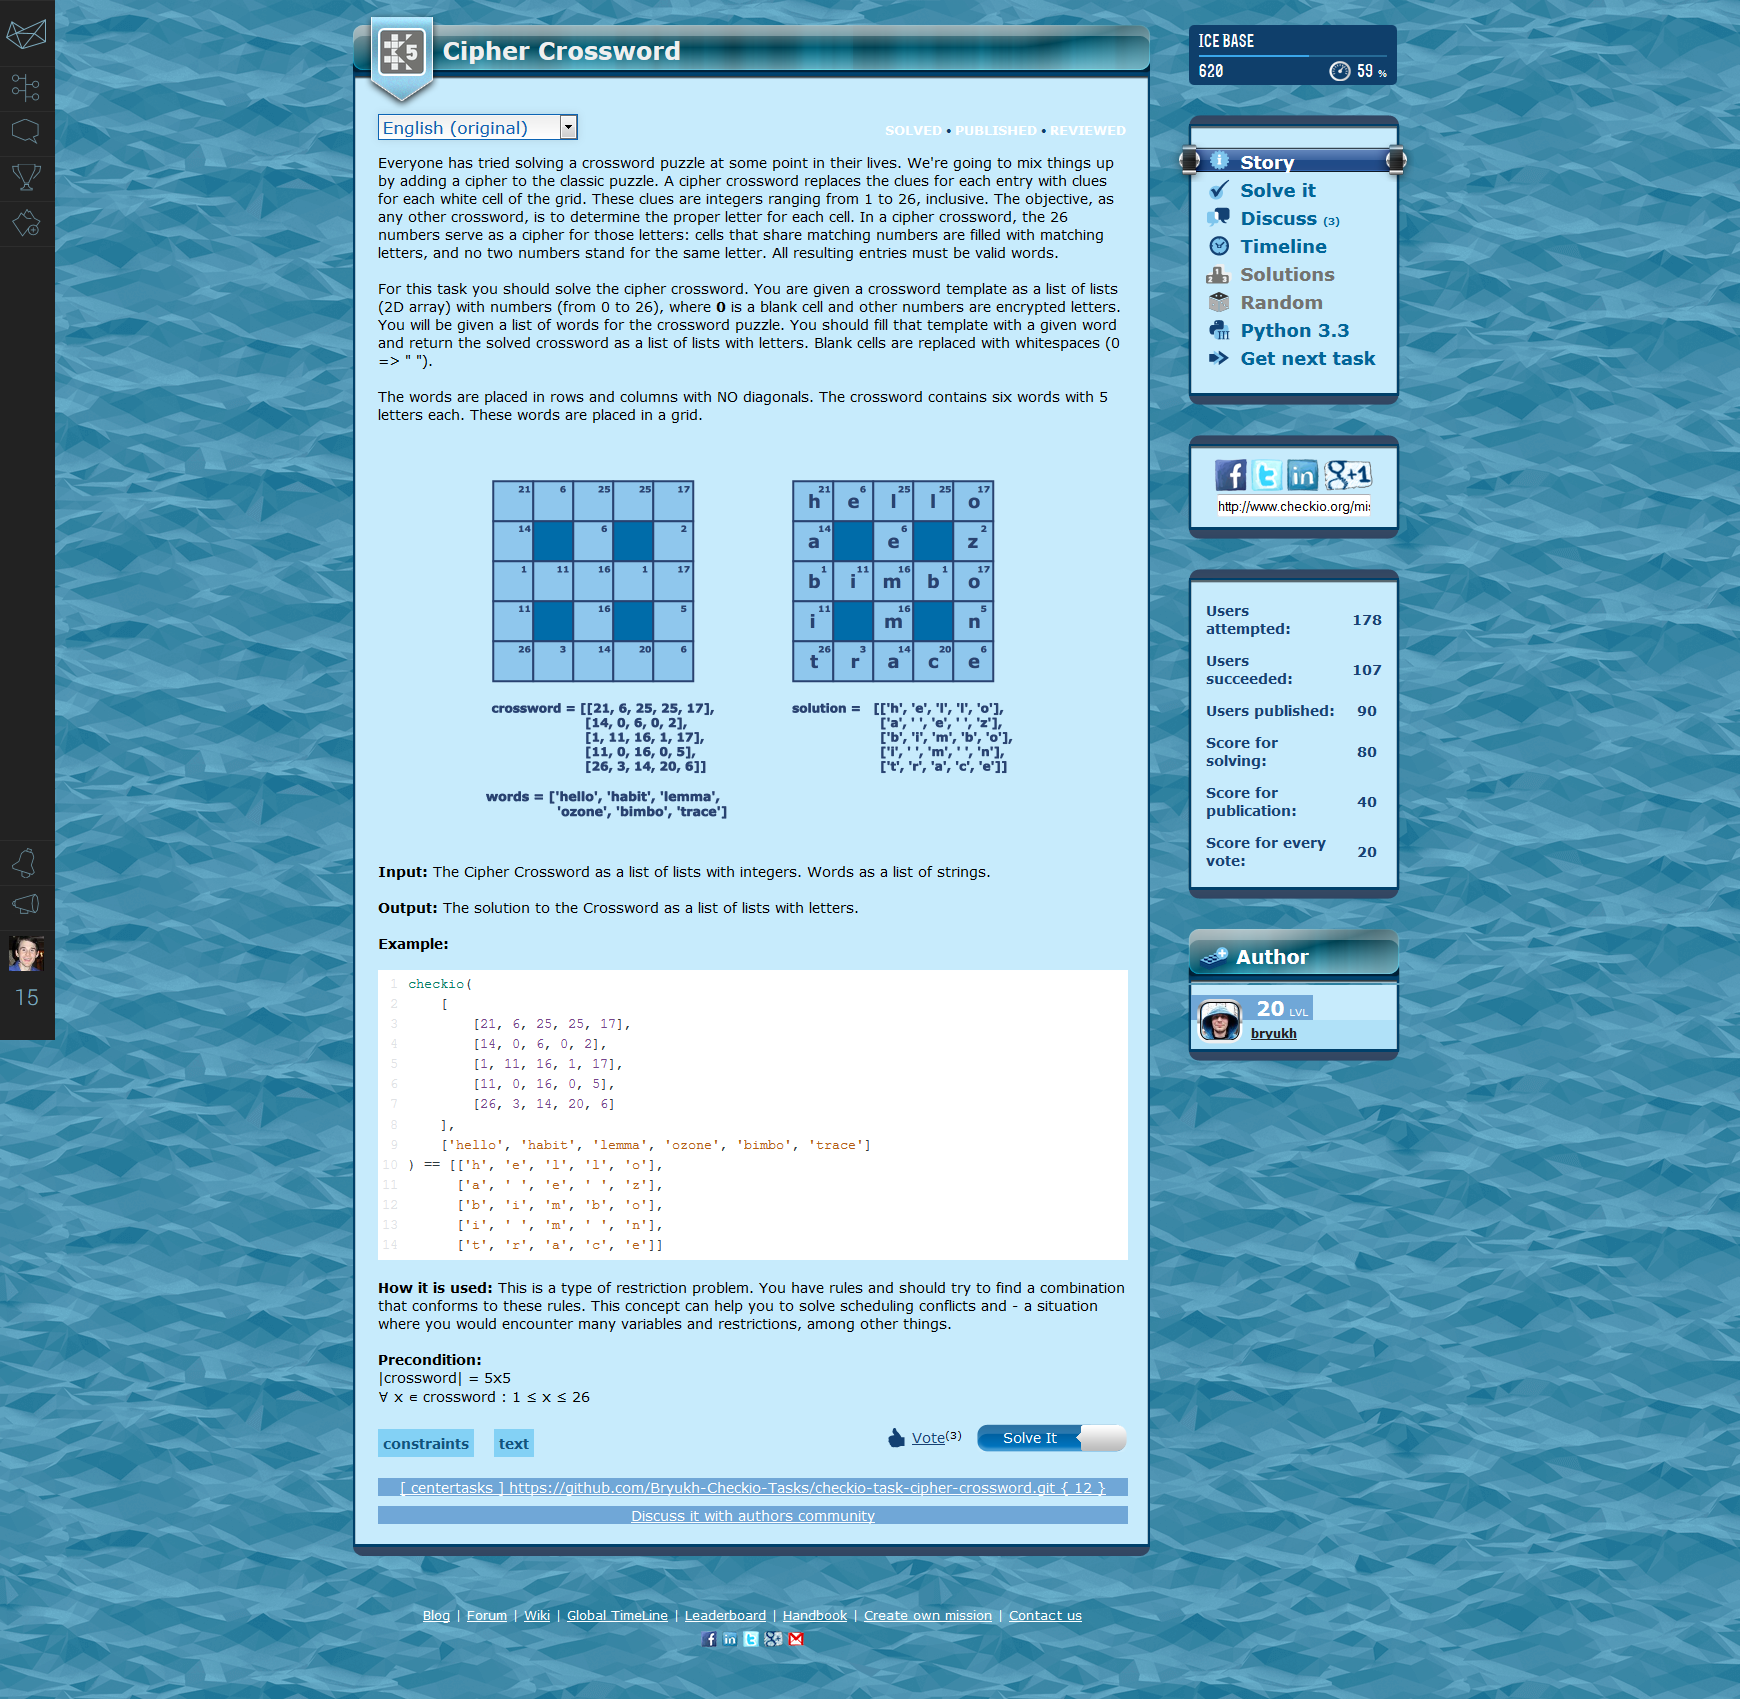 5
Cipher Crossword
English (original)
SOLVED • PUBLISHED • REVIEWED
Everyone has tried solving a crossword puzzle at some point in their lives. We're going to mix things up
by adding a cipher to the classic puzzle. A cipher crossword replaces the clues for each entry with clues
for each white cell of the grid. These clues are integers ranging from 1 to 26, inclusive. The objective, as
any other crossword, is to determine the proper letter for each cell. In a cipher crossword, the 26
numbers serve as a cipher for those letters: cells that share matching numbers are filled with matching
letters, and no two numbers stand for the same letter. All resulting entries must be valid words.
For this task you should solve the cipher crossword. You are given a crossword template as a list of lists
(2D array) with numbers (from 0 to 26), where 0 is a blank cell and other numbers are encrypted letters.
You will be given a list of words for the crossword puzzle. You should fill that template with a given word
and return the solved crossword as a list of lists with letters. Blank cells are replaced with whitespaces (0
=> " ").
The words are placed in rows and columns with NO diagonals. The crossword contains six words with 5
letters each. These words are placed in a grid.
21 6 25 25 17
14 6 2
1 11 16 1 17
11 16 5
26 3 14 20 6
21 6 25 25 17
h e l l o
14 6 2
a e z
1 11 16 1 17
b i m b o
11 16 5
i m n
26 3 14 20 6
t r a c e
crossword = [[21, 6, 25, 25, 17],
[14, 0, 6, 0, 2],
[1, 11, 16, 1, 17],
[11, 0, 16, 0, 5],
[26, 3, 14, 20, 6]]
words = ['hello', 'habit', 'lemma',
'ozone', 'bimbo', 'trace']
solution = [['h', 'e', 'l', 'l', 'o'],
['a', ' ', 'e', ' ', 'z'],
['b', 'i', 'm', 'b', 'o'],
['i', ' ', 'm', ' ', 'n'],
['t', 'r', 'a', 'c', 'e']]
Input: The Cipher Crossword as a list of lists with integers. Words as a list of strings.
Output: The solution to the Crossword as a list of lists with letters.
Example:
1 checkio(
2 [
3 [21, 6, 25, 25, 17],
4 [14, 0, 6, 0, 2],
5 [1, 11, 16, 1, 17],
6 [11, 0, 16, 0, 5],
7 [26, 3, 14, 20, 6]
8 ],
9 ['hello', 'habit', 'lemma', 'ozone', 'bimbo', 'trace']
10 ) == [['h', 'e', 'l', 'l', 'o'],
11 ['a', ' ', 'e', ' ', 'z'],
12 ['b', 'i', 'm', 'b', 'o'],
13 ['i', ' ', 'm', ' ', 'n'],
14 ['t', 'r', 'a', 'c', 'e']]
How it is used: This is a type of restriction problem. You have rules and should try to find a combination
that conforms to these rules. This concept can help you to solve scheduling conflicts and - a situation
where you would encounter many variables and restrictions, among other things.
Precondition:
|crossword| = 5x5
∀ x ∈ crossword : 1 ≤ x ≤ 26
constraints text
Vote(3) Solve It
[ centertasks ] https://github.com/Bryukh-Checkio-Tasks/checkio-task-cipher-crossword.git { 12 }
Discuss it with authors community
Blog | Forum | Wiki | Global TimeLine | Leaderboard | Handbook | Create own mission | Contact us
ICE BASE
620 59 %
Story
Solve it
Discuss (3)
Timeline
Solutions
Random
Python 3.3
Get next task
f t in g+1
http://www.checkio.org/mis
Users
attempted: 178
Users
succeeded: 107
Users published: 90
Score for
solving: 80
Score for
publication: 40
Score for every
vote: 20
Author
20 LVL
bryukh
15